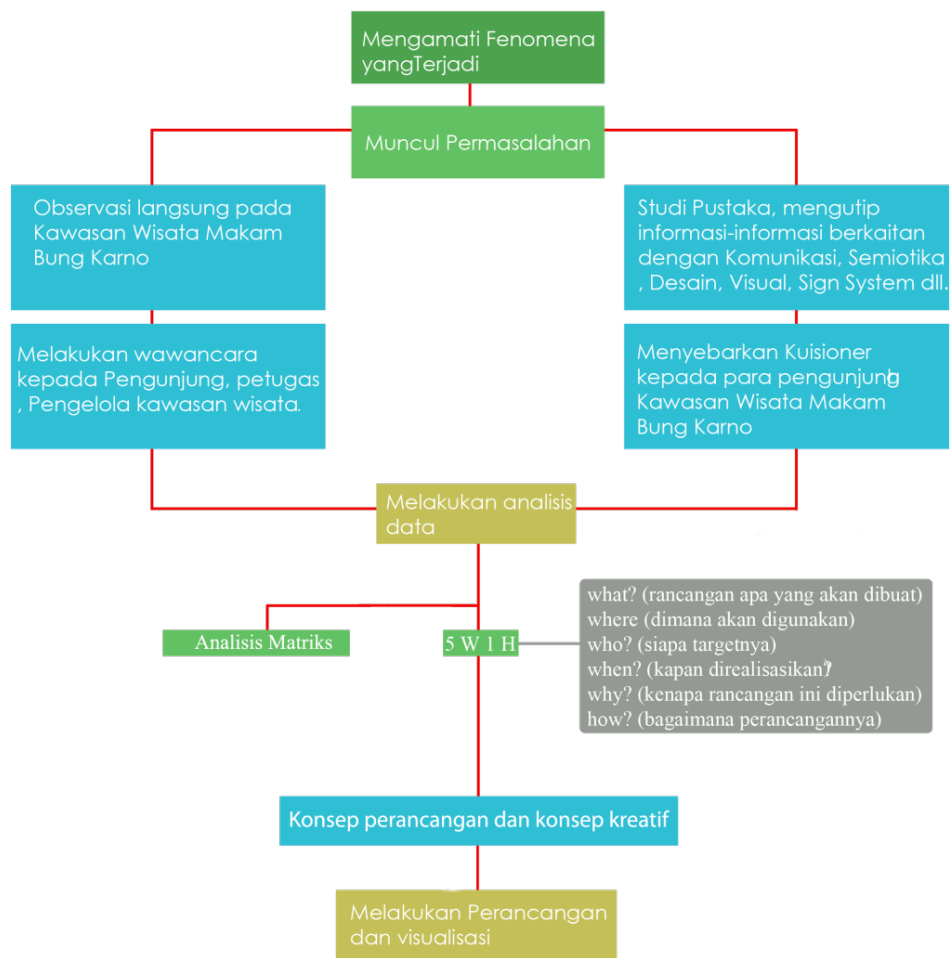 Mengamati Fenomena
yangTerjadi
Muncul Permasalahan
Observasi langsung pada
Kawasan Wisata Makam
Bung Karno
Studi Pustaka, mengutip
informasi-informasi berkaitan
dengan Komunikasi, Semiotika
, Desain, Visual, Sign System dll.
Melakukan wawancara
kepada Pengunjung, petugas
, Pengelola kawasan wisata.
Menyebarkan Kuisioner
kepada para pengunjung
Kawasan Wisata Makam
Bung Karno
Melakukan analisis
data
Analisis Matriks
5 W 1 H
what? (rancangan apa yang akan dibuat)
where (dimana akan digunakan)
who? (siapa targetnya)
when? (kapan direalisasikan?
why? (kenapa rancangan ini diperlukan)
how? (bagaimana perancangannya)
Konsep perancangan dan konsep kreatif
Melakukan Perancangan
dan visualisasi